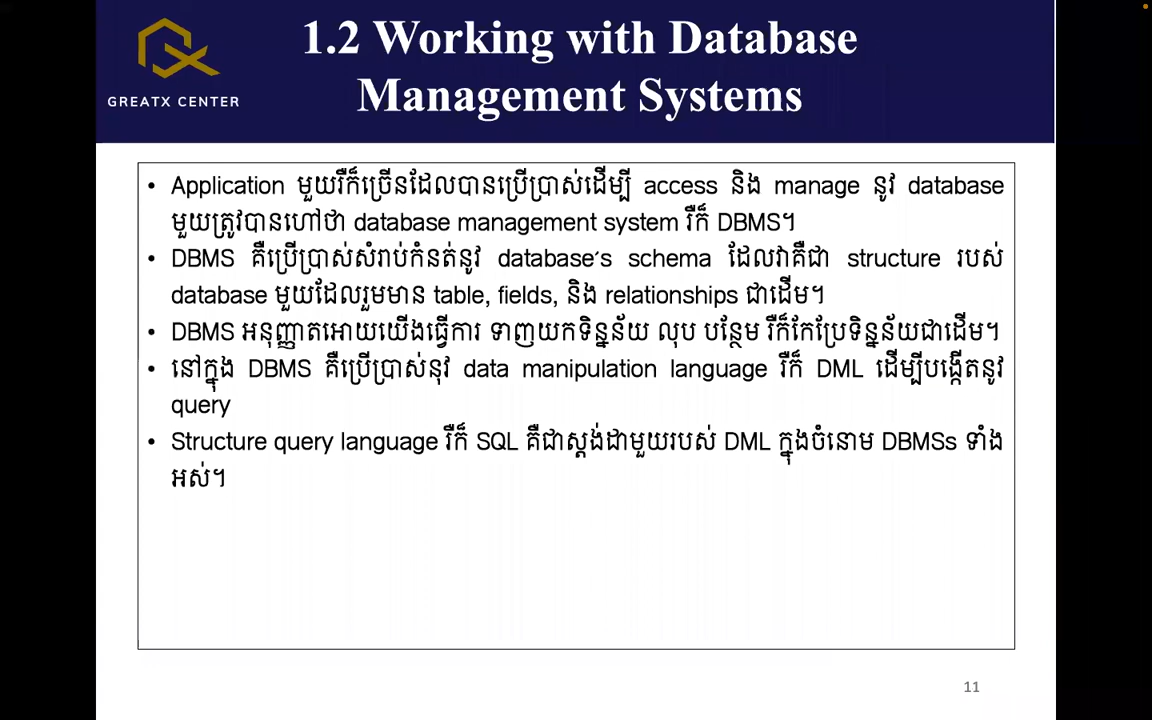 1.2 Working with Database
Management Systems
GREATX CENTER
• Application មួយរឺក៏ច្រើនដែលបានប្រើប្រាស់ដើម្បី access និង manage នូវ database
មួយត្រូវបានហៅថា database management system រឺក៏ DBMS។
• DBMS គឺប្រើប្រាស់សំរាប់កំនត់នូវ database's schema ដែលវាគឺជា structure របស់
database មួយដែលរួមមាន table, fields, និង relationships ជាដើម។
• DBMS អនុញ្ញាតអោយយើងធ្វើការ ទាញយកទិន្នន័យ លុប បន្ថែម រឺក៏កែប្រែទិន្នន័យជាដើម។
• នៅក្នុង DBMS គឺប្រើប្រាស់នុវ data manipulation language រឺក៏ DML ដើម្បីបង្កើតនូវ
query
• Structure query language រឺក៏ SQL គឺជាស្តង់ដាមួយរបស់ DML ក្នុងចំនោម DBMSs ទាំង
អស់។
11